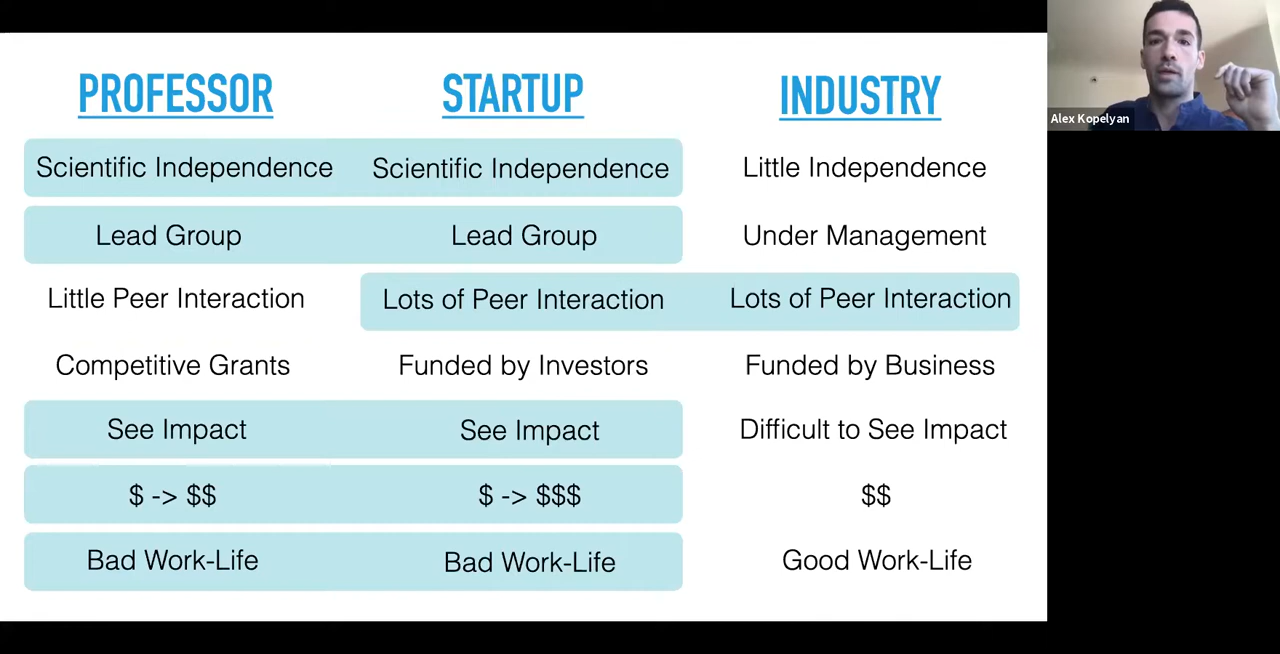 PROFESSOR STARTUP INDUSTRY
Scientific Independence Scientific Independence Little Independence
Lead Group Lead Group Under Management
Little Peer Interaction Lots of Peer Interaction Lots of Peer Interaction
Competitive Grants Funded by Investors Funded by Business
See Impact See Impact Difficult to See Impact
$ -> $$ $ -> $$$ $$
Bad Work-Life Bad Work-Life Good Work-Life
Alex Kopelyan